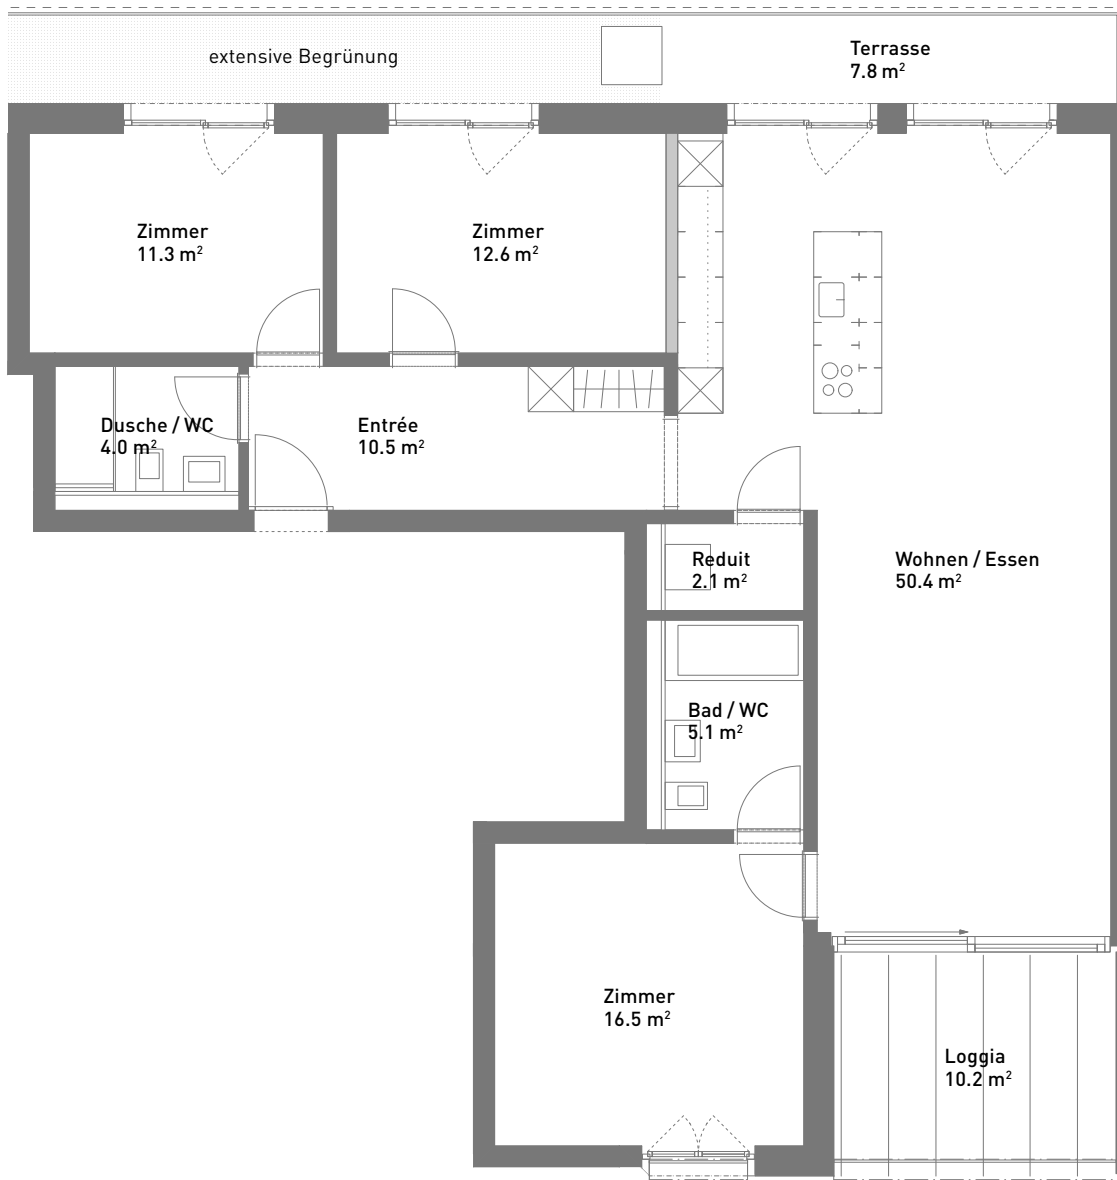 extensive Begrünung
Terrasse
7.8 m²
Zimmer
11.3 m²
Zimmer
12.6 m²
Dusche / WC
4.0 m²
Entrée
10.5 m²
Reduit
2.1 m²
Wohnen / Essen
50.4 m²
Bad / WC
5.1 m²
Zimmer
16.5 m²
Loggia
10.2 m²